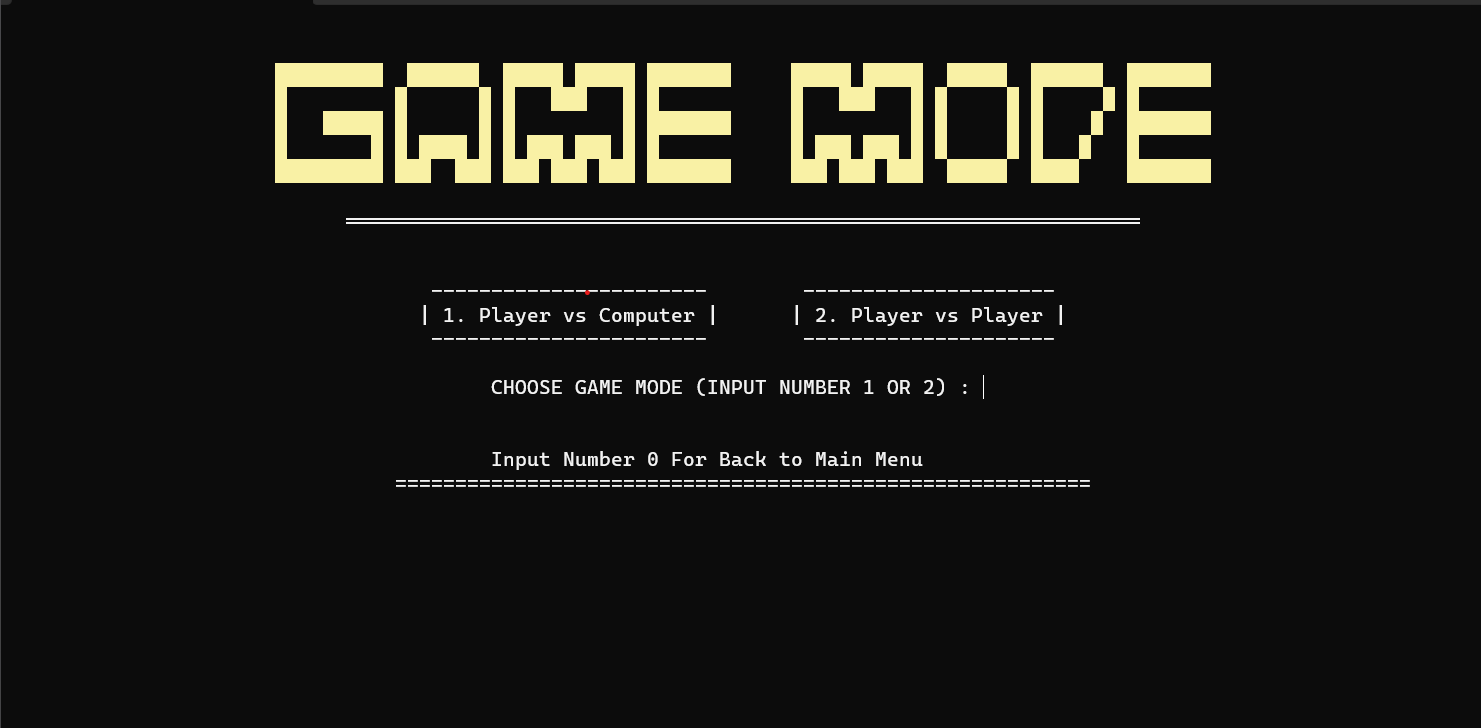 GAME MODE
| 1. Player vs Computer | | 2. Player vs Player |
CHOOSE GAME MODE (INPUT NUMBER 1 OR 2) :
Input Number 0 For Back to Main Menu